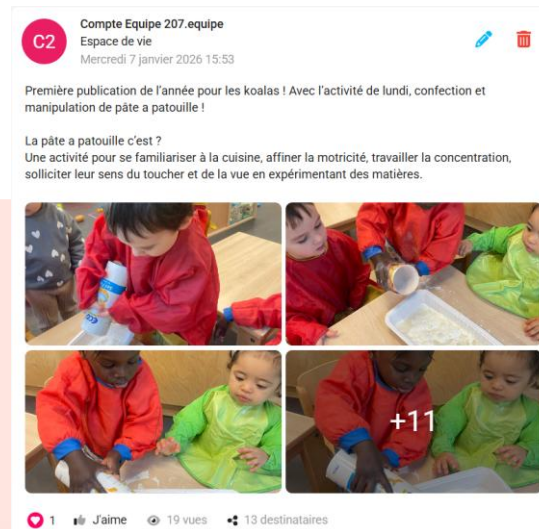 C2
Compte Equipe 207.equipe
Espace de vie
Mercredi 7 janvier 2026 15:53
Première publication de l'année pour les koalas ! Avec l'activité de lundi, confection et
manipulation de pâte a patouille !
La pâte a patouille c'est ?
Une activité pour se familiariser à la cuisine, affiner la motricité, travailler la concentration,
solliciter leur sens du toucher et de la vue en expérimentant des matières.
+11
1 J'aime 19 vues 13 destinataires